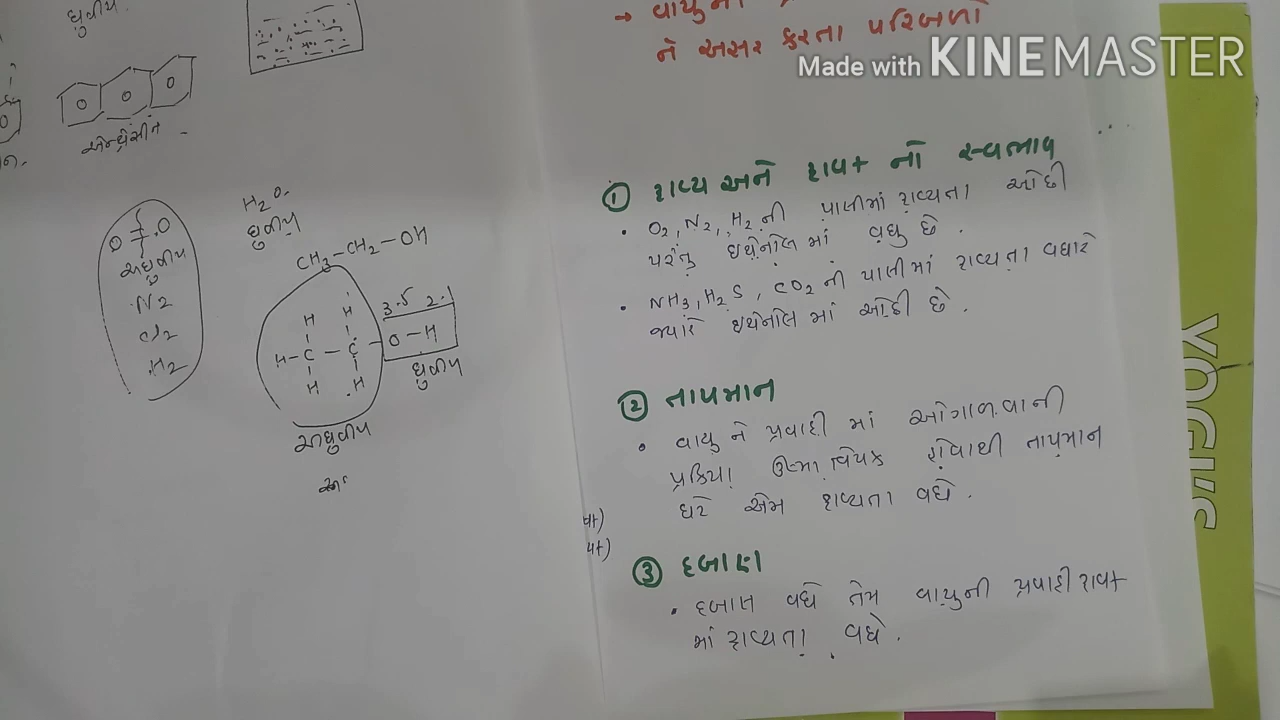 ધ્રુવીય.
એન્થ્રેસીન
H2O.
ધ્રુવીય
CH3-CH2-OH
O O
અધ્રુવીય
N2
Cl2
H2
3.5 2.1
H H
H-C-C-O-H
H H
ધ્રુવીય
અધ્રુવીય
→ વાયુની
ને અસર કરતા પરિબળો
Made with KINEMASTER
① દ્રાવ્ય અને દ્રાવક નો સ્વભાવ
• O2, N2, H2 ની પાણીમાં દ્રાવ્યતા ઓછી
પરંતુ ઇથેનોલ માં વધુ છે.
• NH3, H2S, CO2 ની પાણીમાં દ્રાવ્યતા વધારે
જ્યારે ઇથેનોલ માં ઓછી છે.
② તાપમાન
• વાયુ ને પ્રવાહી માં ઓગાળવાની
પ્રક્રિયા ઉષ્માક્ષેપક હોવાથી તાપમાન
ઘટે એમ દ્રાવ્યતા વધે.
③ દબાણ
• દબાણ વધે તેમ વાયુની પ્રવાહી દ્રાવક
માં દ્રાવ્યતા વધે.